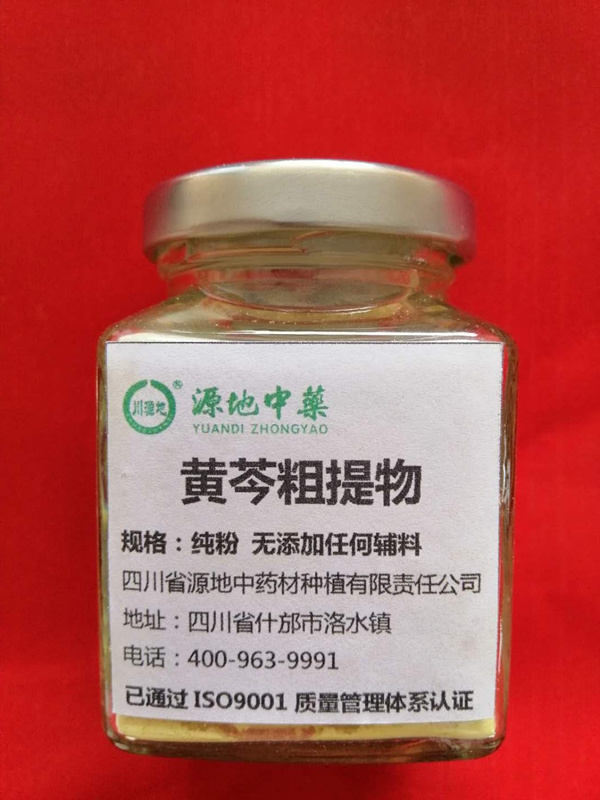 川源地®
源地中藥
YUANDI ZHONGYAO
黄芩粗提物
规格：纯粉 无添加任何辅料
四川省源地中药材种植有限责任公司
地址：四川省什邡市洛水镇
电话：400-963-9991
已通过 ISO9001 质量管理体系认证